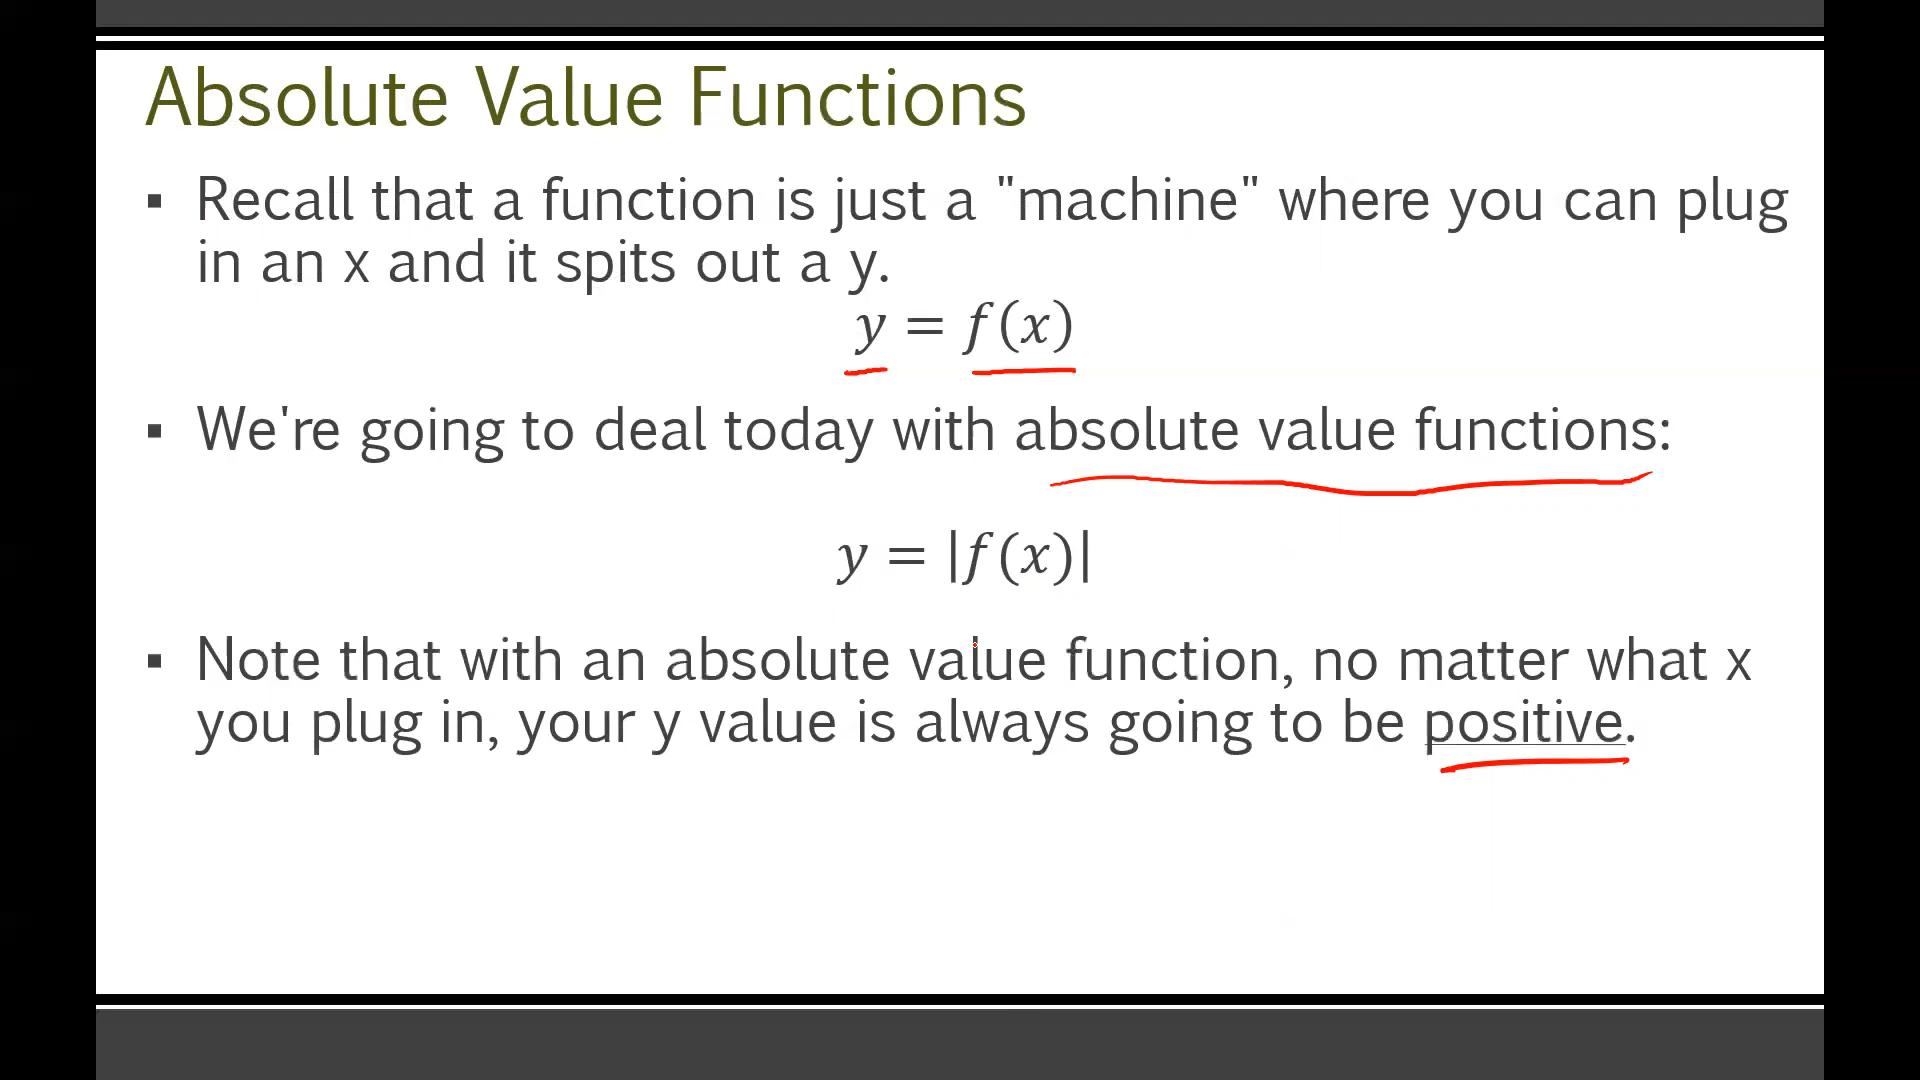 Absolute Value Functions
▪ Recall that a function is just a "machine" where you can plug
in an x and it spits out a y.
y = f(x)
▪ We're going to deal today with absolute value functions:
y = |f(x)|
▪ Note that with an absolute value function, no matter what x
you plug in, your y value is always going to be positive.